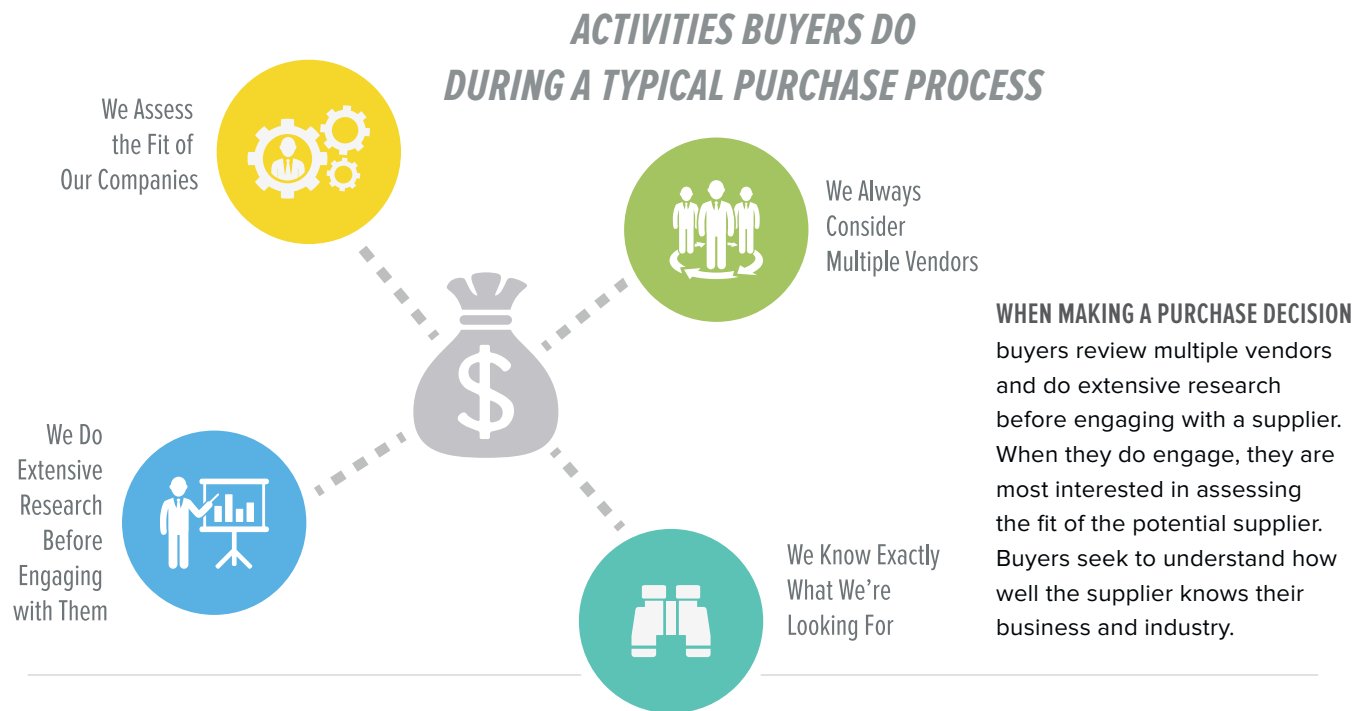 ACTIVITIES BUYERS DO
DURING A TYPICAL PURCHASE PROCESS
We Assess
the Fit of
Our Companies
We Always
Consider
Multiple Vendors
We Do
Extensive
Research
Before
Engaging
with Them
We Know Exactly
What We’re
Looking For
$
WHEN MAKING A PURCHASE DECISION
buyers review multiple vendors
and do extensive research
before engaging with a supplier.
When they do engage, they are
most interested in assessing
the fit of the potential supplier.
Buyers seek to understand how
well the supplier knows their
business and industry.